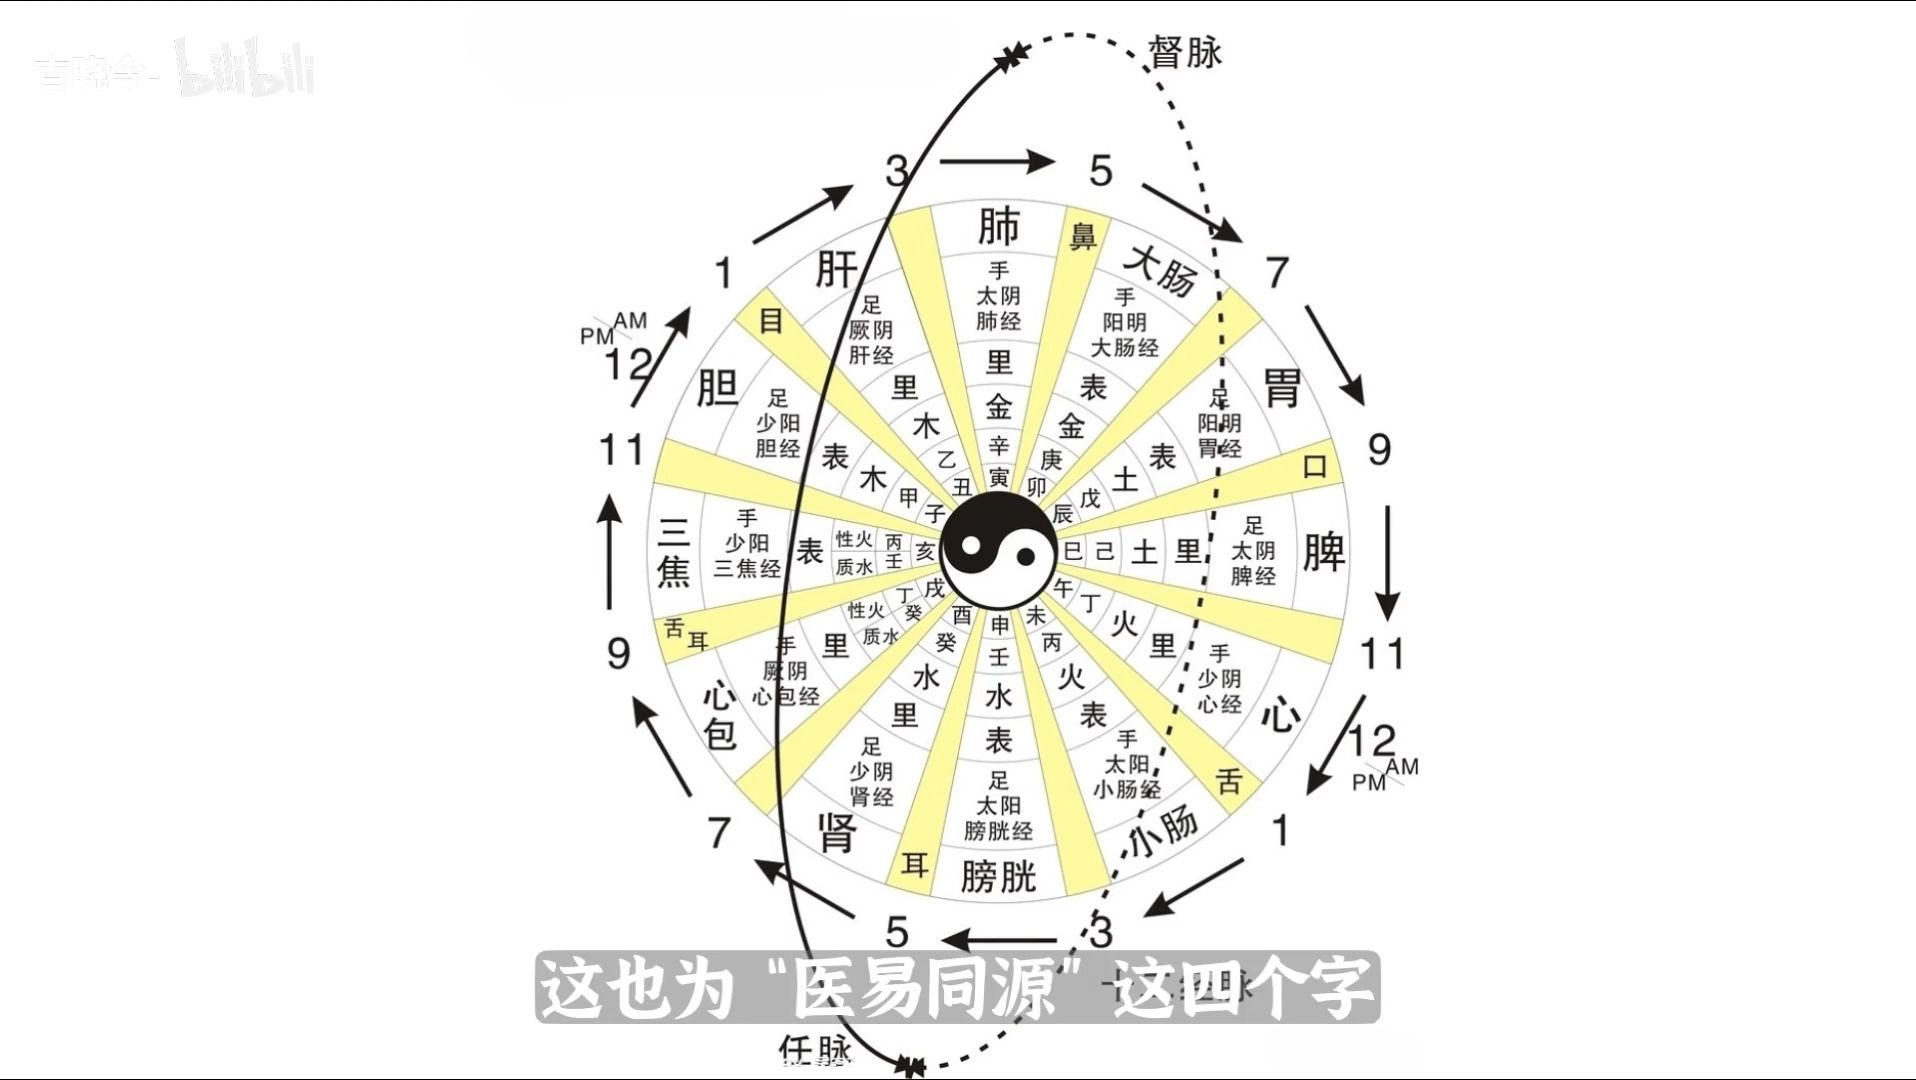 吉晓令- bilibili
督脉
3
5
1
7
PM AM
12
11
9
9
11
12
PM AM
7
1
5
3
肺
手
太阴
肺经
里
金
辛
寅
鼻
大肠
手
阳明
大肠经
表
金
庚
卯
胃
足
阳明
胃经
表
土
戊
辰
口
脾
足
太阴
脾经
里
土
己
巳
心
手
少阴
心经
里
火
丁
午
舌
小肠
手
太阳
小肠经
表
火
丙
未
膀胱
足
太阳
膀胱经
表
水
壬
申
耳
肾
足
少阴
肾经
里
水
癸
酉
心
包
手
厥阴
心包经
里
性火
质水
丁
癸
戌
舌耳
三
焦
手
少阳
三焦经
表
性火
质水
丙
壬
亥
胆
足
少阳
胆经
表
木
甲
子
目
肝
足
厥阴
肝经
里
木
乙
丑
这也为“医易同源”这四个字
任脉